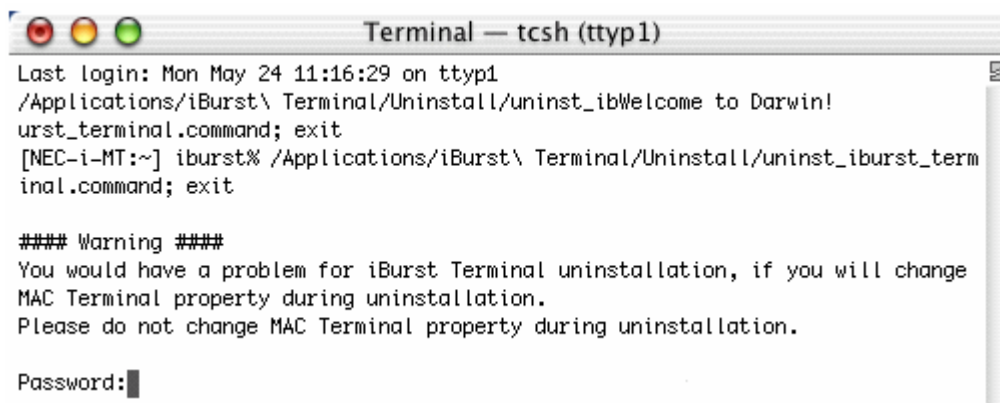 Terminal — tcsh (ttyp1)
Last login: Mon May 24 11:16:29 on ttyp1
/Applications/iBurst\ Terminal/Uninstall/uninst_ibWelcome to Darwin!
urst_terminal.command; exit
[NEC-i-MT:~] iburst% /Applications/iBurst\ Terminal/Uninstall/uninst_iburst_term
inal.command; exit
#### Warning ####
You would have a problem for iBurst Terminal uninstallation, if you will change
MAC Terminal property during uninstallation.
Please do not change MAC Terminal property during uninstallation.
Password: